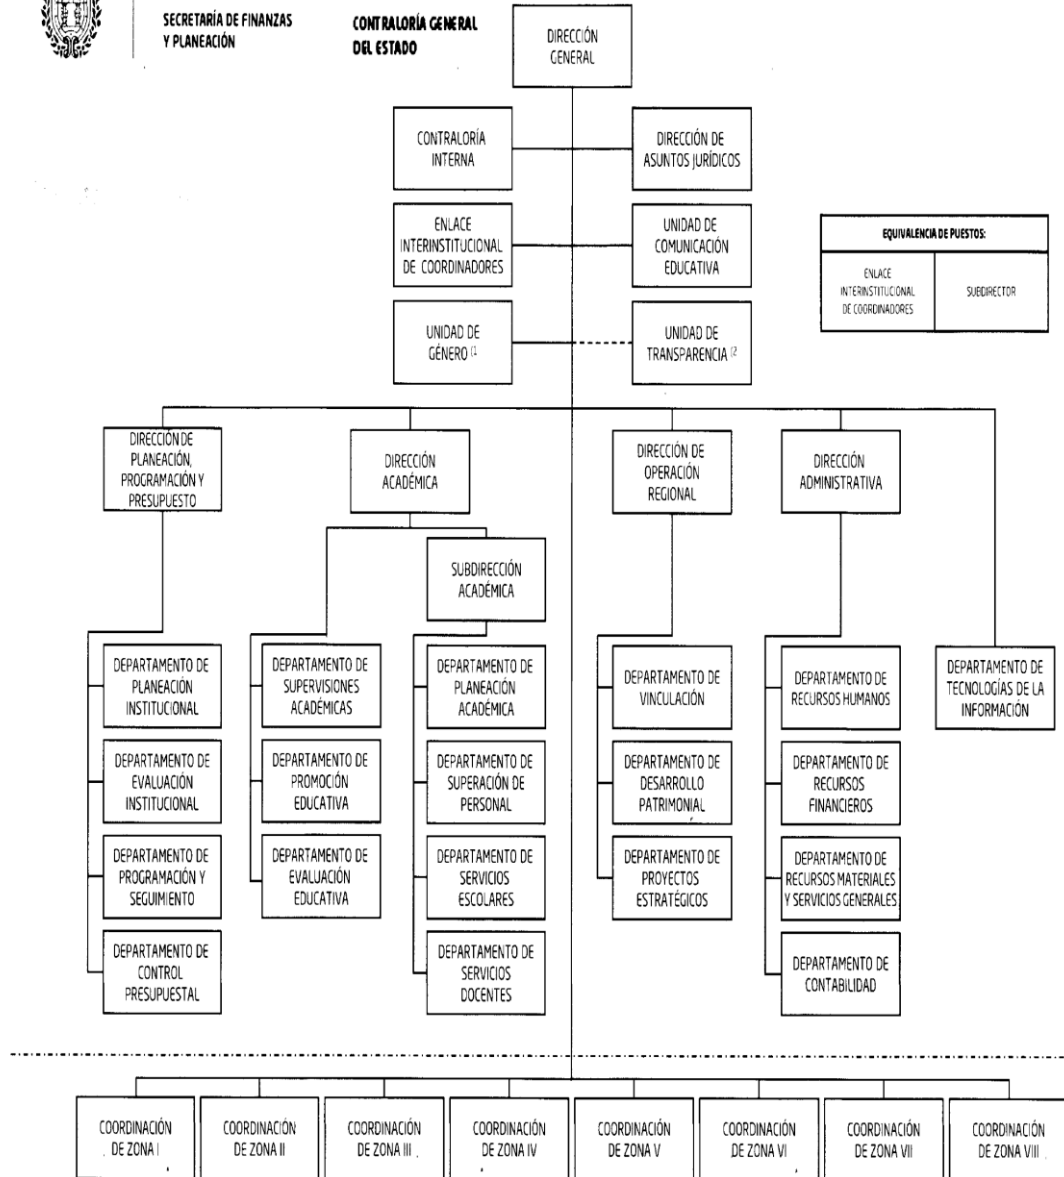 SECRETARÍA DE FINANZAS
Y PLANEACIÓN
CONTRALORÍA GENERAL
DEL ESTADO
DIRECCIÓN
GENERAL
CONTRALORÍA
INTERNA
DIRECCIÓN DE
ASUNTOS JURÍDICOS
ENLACE
INTERINSTITUCIONAL
DE COORDINADORES
UNIDAD DE
COMUNICACIÓN
EDUCATIVA
EQUIVALENCIA DE PUESTOS:
ENLACE
INTERINSTITUCIONAL
DE COORDINADORES
SUBDIRECTOR
UNIDAD DE
GÉNERO (1
UNIDAD DE
TRANSPARENCIA (2
DIRECCIÓN DE
PLANEACIÓN,
PROGRAMACIÓN Y
PRESUPUESTO
DIRECCIÓN
ACADÉMICA
DIRECCIÓN DE
OPERACIÓN
REGIONAL
DIRECCIÓN
ADMINISTRATIVA
SUBDIRECCIÓN
ACADÉMICA
DEPARTAMENTO DE
PLANEACIÓN
INSTITUCIONAL
DEPARTAMENTO DE
SUPERVISIONES
ACADÉMICAS
DEPARTAMENTO DE
PLANEACIÓN
ACADÉMICA
DEPARTAMENTO DE
VINCULACIÓN
DEPARTAMENTO DE
RECURSOS HUMANOS
DEPARTAMENTO DE
TECNOLOGÍAS DE LA
INFORMACIÓN
DEPARTAMENTO DE
EVALUACIÓN
INSTITUCIONAL
DEPARTAMENTO DE
PROMOCIÓN
EDUCATIVA
DEPARTAMENTO DE
SUPERACIÓN DE
PERSONAL
DEPARTAMENTO DE
DESARROLLO
PATRIMONIAL
DEPARTAMENTO DE
RECURSOS
FINANCIEROS
DEPARTAMENTO DE
PROGRAMACIÓN Y
SEGUIMIENTO
DEPARTAMENTO DE
EVALUACIÓN
EDUCATIVA
DEPARTAMENTO DE
SERVICIOS
ESCOLARES
DEPARTAMENTO DE
PROYECTOS
ESTRATÉGICOS
DEPARTAMENTO DE
RECURSOS MATERIALES
Y SERVICIOS GENERALES
DEPARTAMENTO DE
CONTROL
PRESUPUESTAL
DEPARTAMENTO DE
SERVICIOS
DOCENTES
DEPARTAMENTO DE
CONTABILIDAD
COORDINACIÓN
DE ZONA I
COORDINACIÓN
DE ZONA II
COORDINACIÓN
DE ZONA III
COORDINACIÓN
DE ZONA IV
COORDINACIÓN
DE ZONA V
COORDINACIÓN
DE ZONA VI
COORDINACIÓN
DE ZONA VII
COORDINACIÓN
DE ZONA VIII